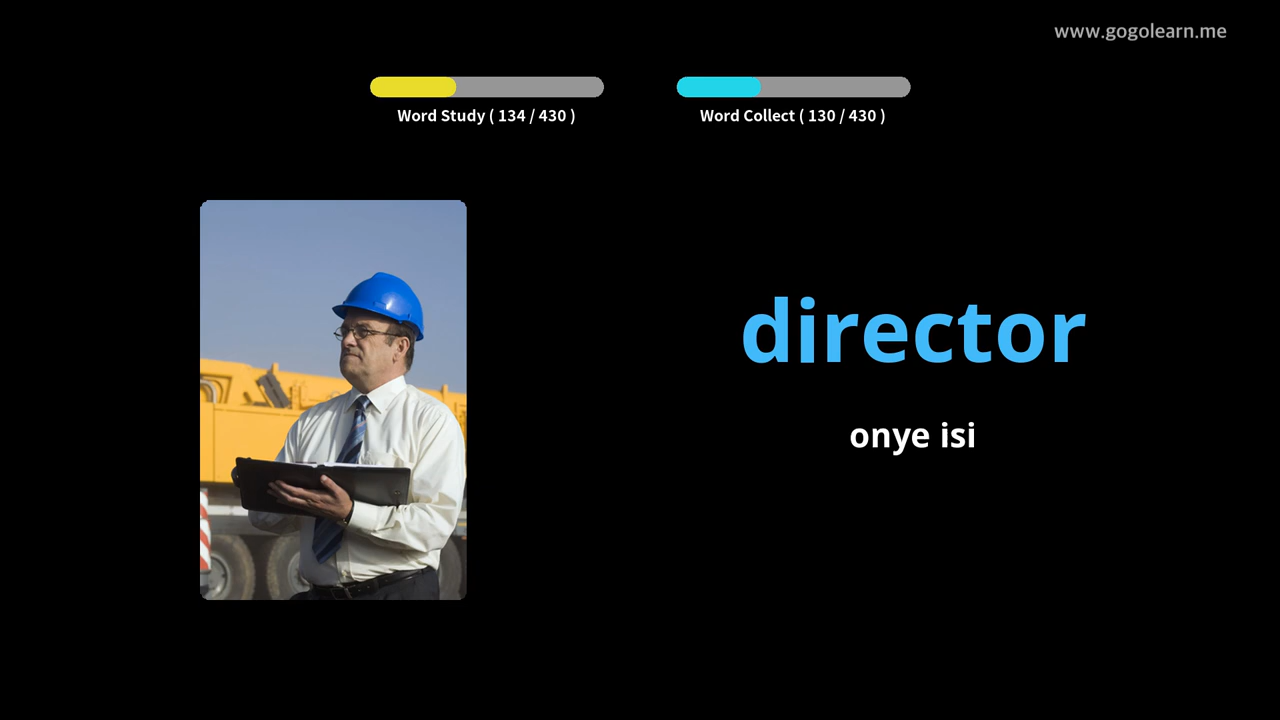 www.gogolearn.me
Word Study ( 134 / 430 )
Word Collect ( 130 / 430 )
director
onye isi